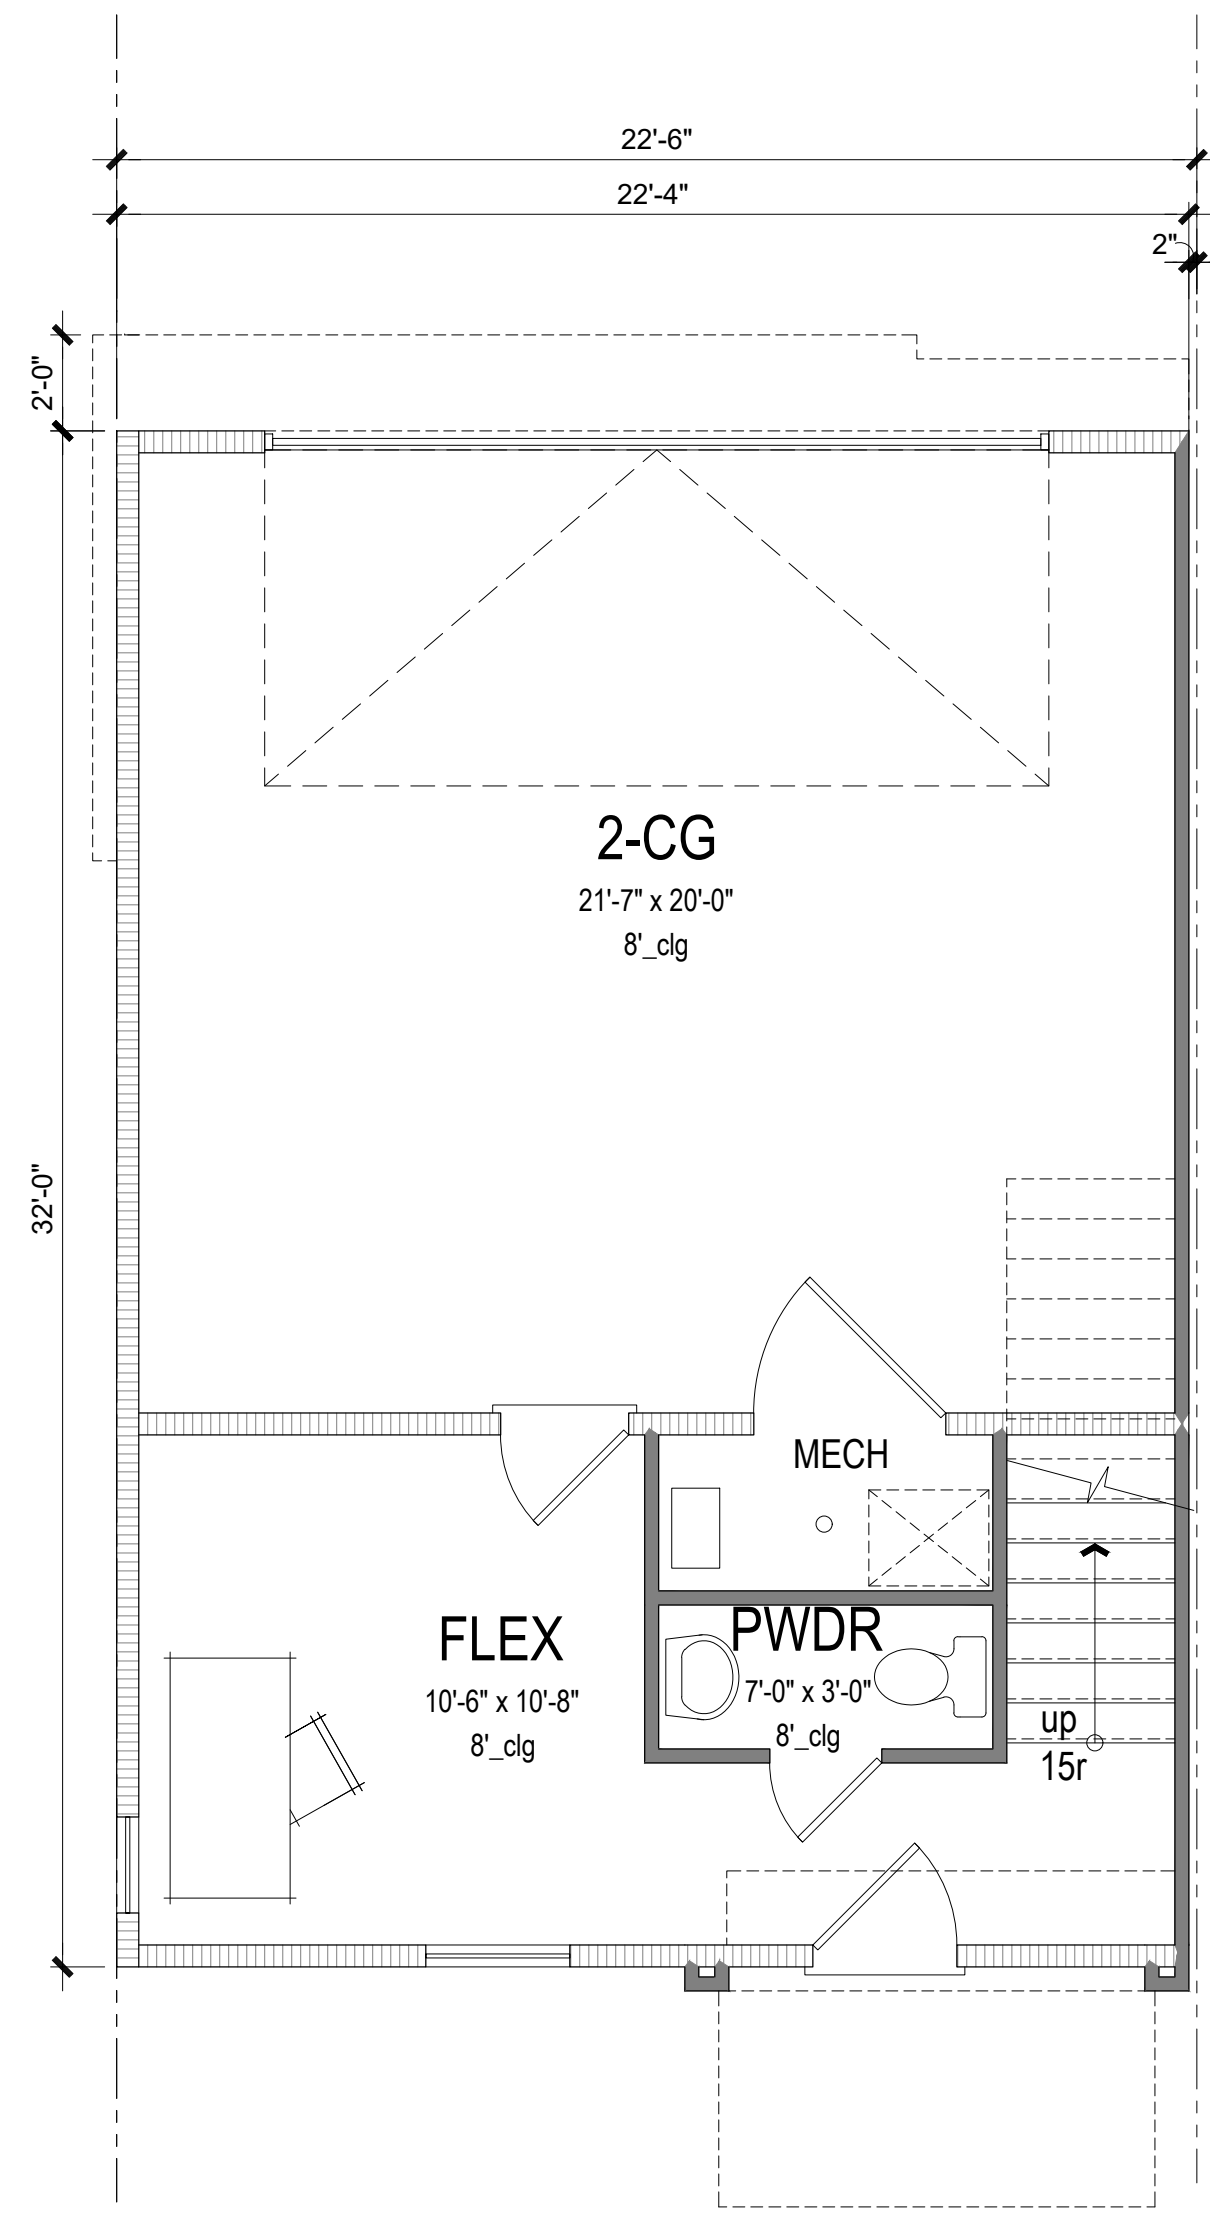 22'-6"
22'-4"
2"
2'-0"
2-CG
21'-7" x 20'-0"
8'_clg
32'-0"
MECH
FLEX
10'-6" x 10'-8"
8'_clg
PWDR
7'-0" x 3'-0"
8'_clg
up
15r